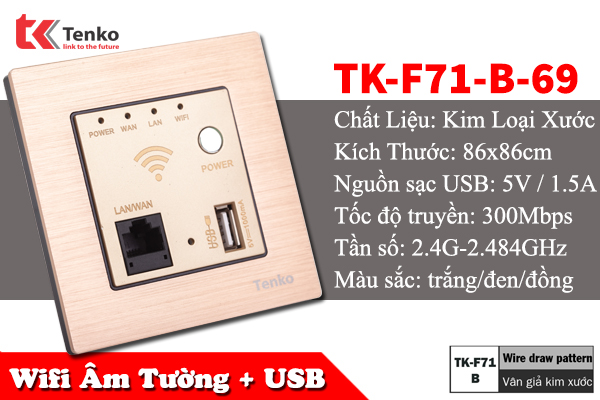 Tenko
link to the future
TK-F71-B-69
Chất Liệu: Kim Loại Xước
Kích Thước: 86x86cm
Nguồn sạc USB: 5V / 1.5A
Tốc độ truyền: 300Mbps
Tần số: 2.4G-2.484GHz
Màu sắc: trắng/đen/đồng
POWER WAN LAN WIFI
POWER
LAN/WAN
5V===1500mA
Tenko
Wifi Âm Tường + USB
TK-F71
B
Wire draw pattern
Vân giả kim xước